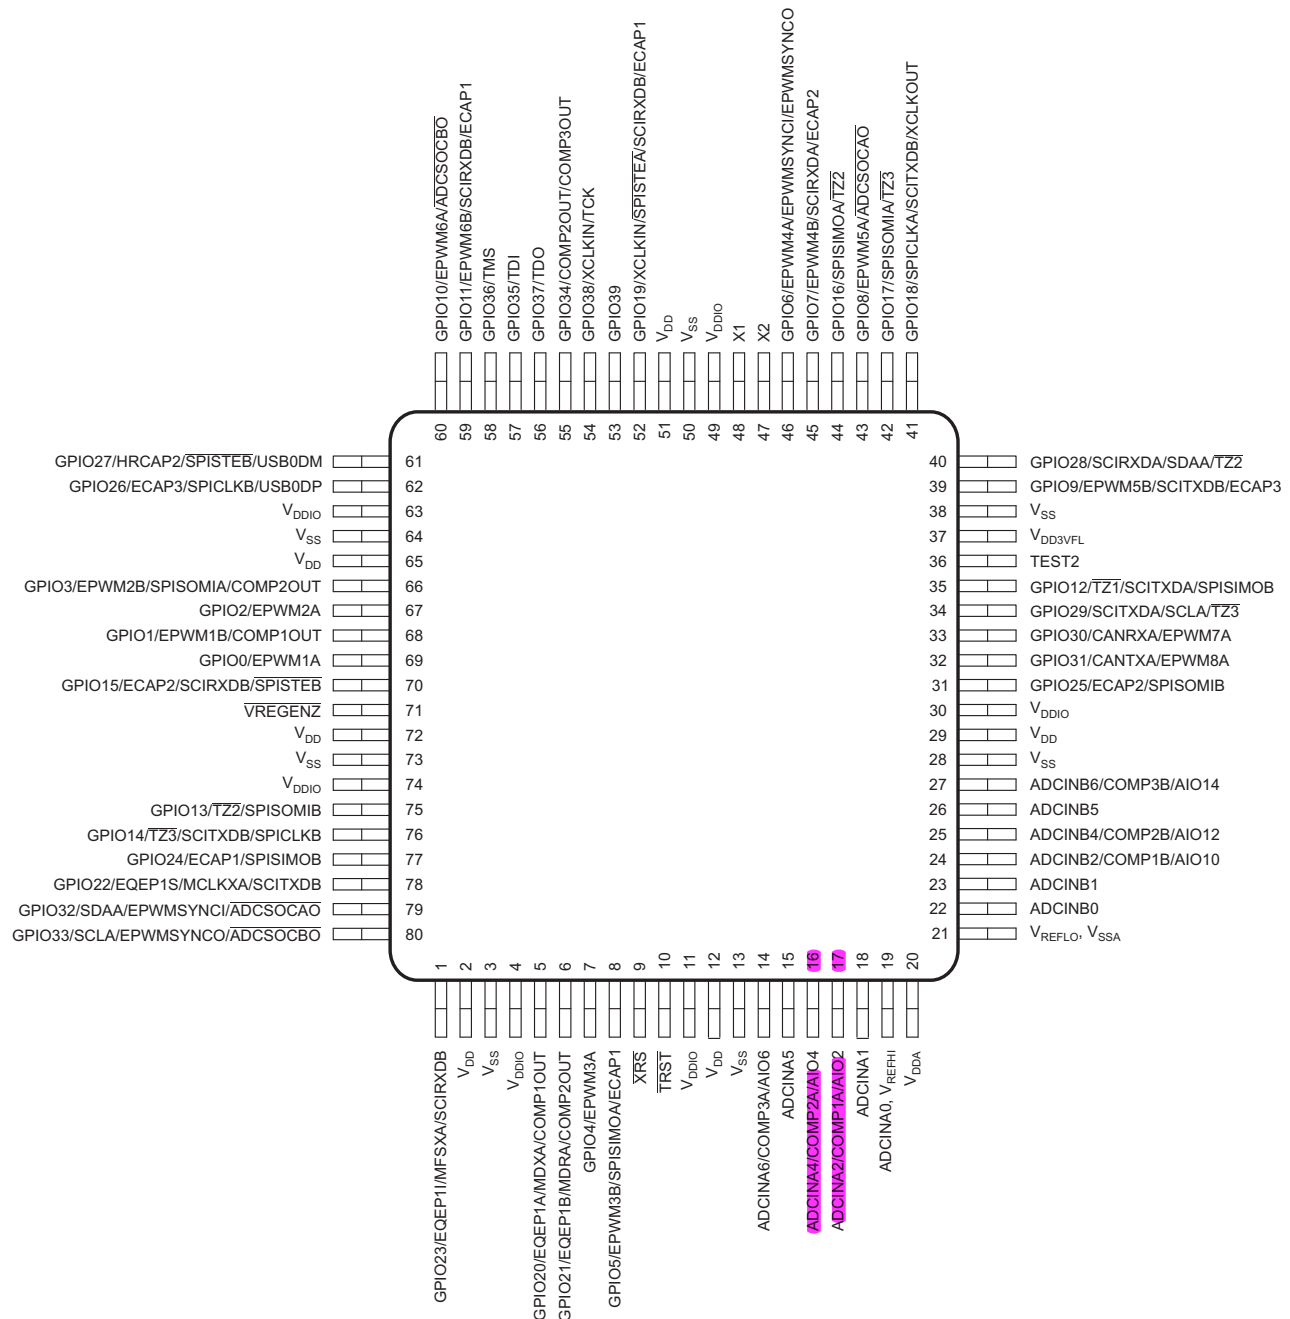 GPIO10/EPWM6A/ADCSOCBO
GPIO11/EPWM6B/SCIRXDB/ECAP1
GPIO36/TMS
GPIO35/TDI
GPIO37/TDO
GPIO34/COMP2OUT/COMP3OUT
GPIO38/XCLKIN/TCK
GPIO39
GPIO19/XCLKIN/SPISTEA/SCIRXDB/ECAP1
VDD
VSS
VDDIO
X1
X2
GPIO6/EPWM4A/EPWMSYNCI/EPWMSYNCO
GPIO7/EPWM4B/SCIRXDA/ECAP2
GPIO16/SPISIMOA/TZ2
GPIO8/EPWM5A/ADCSOCAO
GPIO17/SPISOMIA/TZ3
GPIO18/SPICLKA/SCITXDB/XCLKOUT
60 59 58 57 56 55 54 53 52 51 50 49 48 47 46 45 44 43 42 41
GPIO27/HRCAP2/SPISTEB/USB0DM 61
GPIO26/ECAP3/SPICLKB/USB0DP 62
VDDIO 63
VSS 64
VDD 65
GPIO3/EPWM2B/SPISOMIA/COMP2OUT 66
GPIO2/EPWM2A 67
GPIO1/EPWM1B/COMP1OUT 68
GPIO0/EPWM1A 69
GPIO15/ECAP2/SCIRXDB/SPISTEB 70
VREGENZ 71
VDD 72
VSS 73
VDDIO 74
GPIO13/TZ2/SPISOMIB 75
GPIO14/TZ3/SCITXDB/SPICLKB 76
GPIO24/ECAP1/SPISIMOB 77
GPIO22/EQEP1S/MCLKXA/SCITXDB 78
GPIO32/SDAA/EPWMSYNCI/ADCSOCAO 79
GPIO33/SCLA/EPWMSYNCO/ADCSOCBO 80
40 GPIO28/SCIRXDA/SDAA/TZ2
39 GPIO9/EPWM5B/SCITXDB/ECAP3
38 VSS
37 VDD3VFL
36 TEST2
35 GPIO12/TZ1/SCITXDA/SPISIMOB
34 GPIO29/SCITXDA/SCLA/TZ3
33 GPIO30/CANRXA/EPWM7A
32 GPIO31/CANTXA/EPWM8A
31 GPIO25/ECAP2/SPISOMIB
30 VDDIO
29 VDD
28 VSS
27 ADCINB6/COMP3B/AIO14
26 ADCINB5
25 ADCINB4/COMP2B/AIO12
24 ADCINB2/COMP1B/AIO10
23 ADCINB1
22 ADCINB0
21 VREFLO, VSSA
1 2 3 4 5 6 7 8 9 10 11 12 13 14 15 16 17 18 19 20
GPIO23/EQEP1I/MFSXA/SCIRXDB
VDD
VSS
VDDIO
GPIO20/EQEP1A/MDXA/COMP1OUT
GPIO21/EQEP1B/MDRA/COMP2OUT
GPIO4/EPWM3A
GPIO5/EPWM3B/SPISIMOA/ECAP1
XRS
TRST
VDDIO
VDD
VSS
ADCINA6/COMP3A/AIO6
ADCINA5
ADCINA4/COMP2A/AIO4
ADCINA2/COMP1A/AIO2
ADCINA1
ADCINA0, VREFHI
VDDA